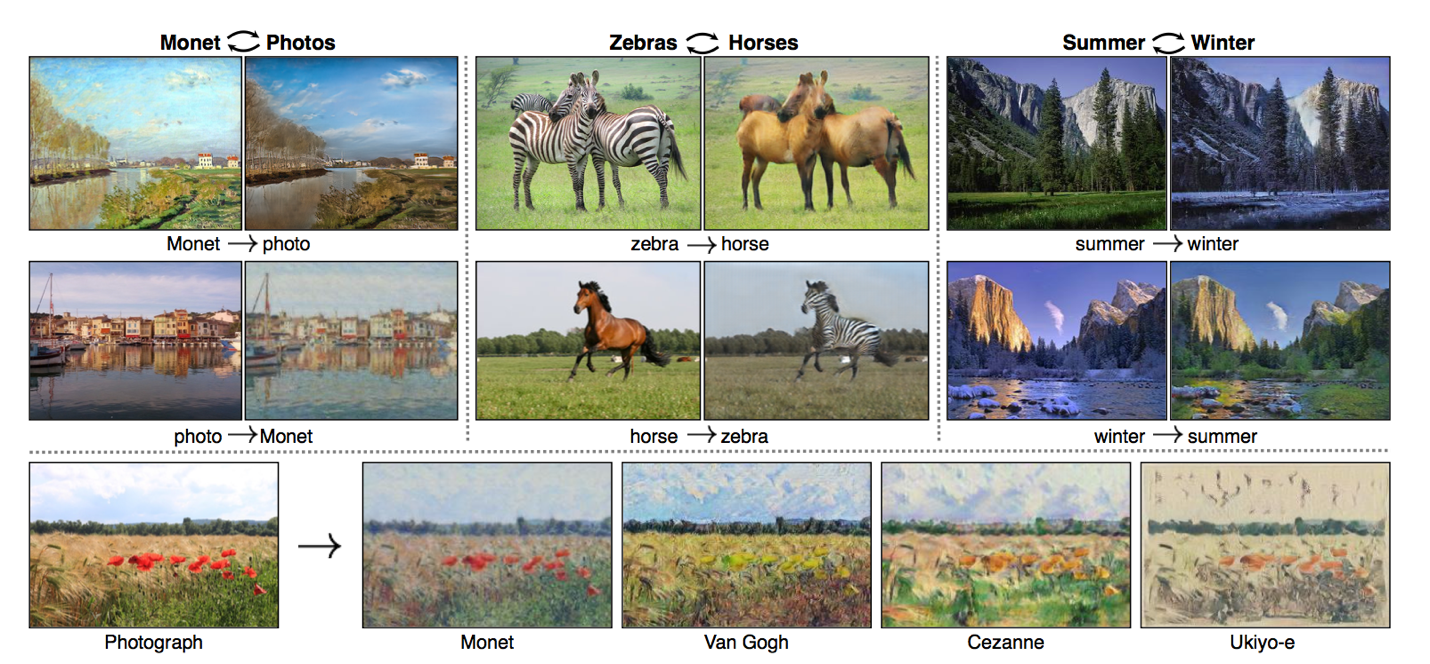 Monet ⇄ Photos
Zebras ⇄ Horses
Summer ⇄ Winter
Monet → photo
zebra → horse
summer → winter
photo → Monet
horse → zebra
winter → summer
Photograph
Monet
Van Gogh
Cezanne
Ukiyo-e